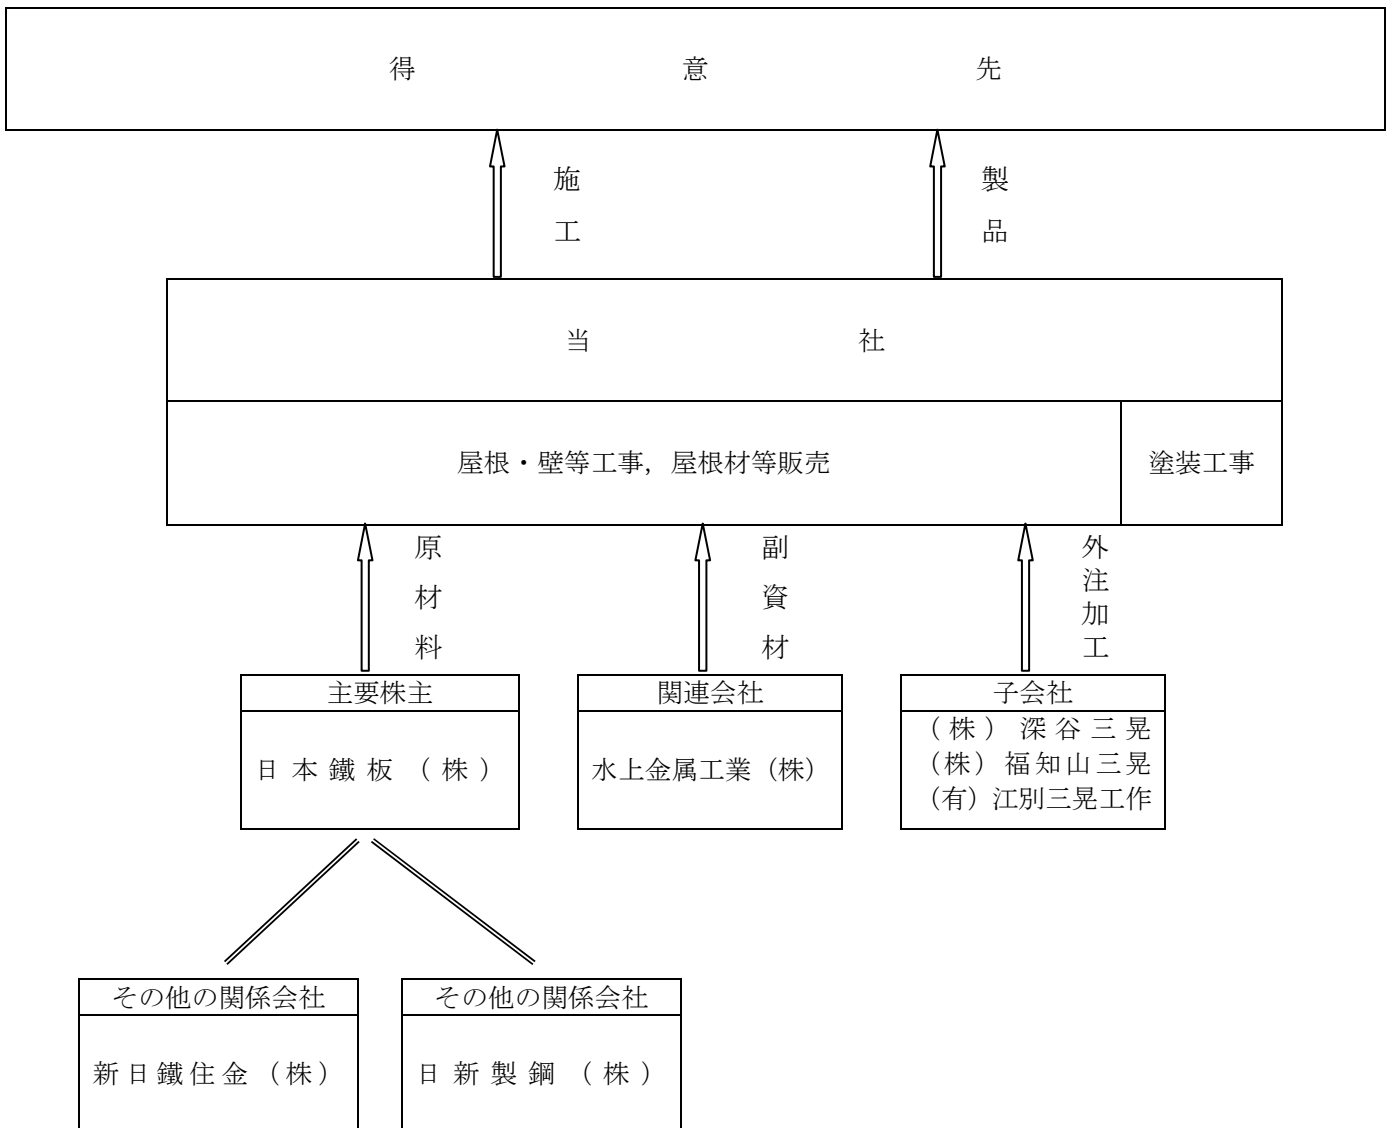 得意先
施工
製品
当社
屋根・壁等工事，屋根材等販売
塗装工事
原材料
副資材
外注加工
主要株主
日本鐵板（株）
関連会社
水上金属工業（株）
子会社
（株）深谷三晃
（株）福知山三晃
（有）江別三晃工作
その他の関係会社
新日鐵住金（株）
その他の関係会社
日新製鋼（株）